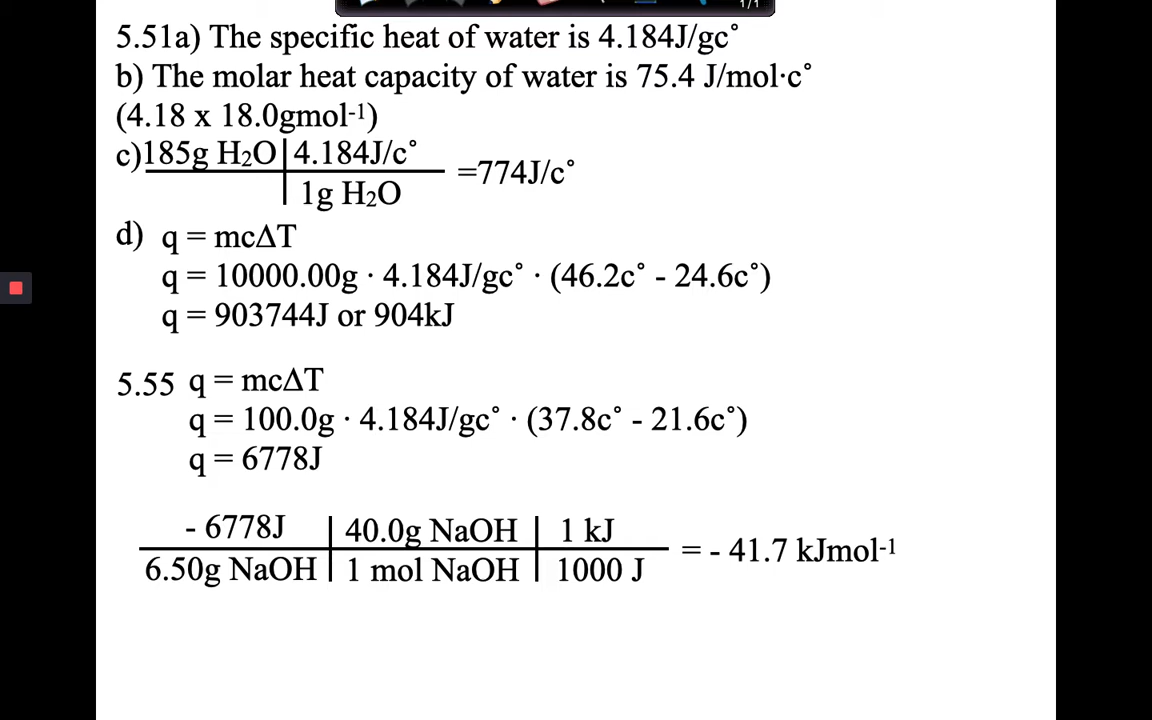 1/1
5.51a) The specific heat of water is 4.184J/gc°
b) The molar heat capacity of water is 75.4 J/mol·c°
(4.18 x 18.0gmol-1)
c)185g H2O 4.184J/c°
1g H2O =774J/c°
d) q = mcΔT
q = 10000.00g · 4.184J/gc° · (46.2c° - 24.6c°)
q = 903744J or 904kJ
5.55 q = mcΔT
q = 100.0g · 4.184J/gc° · (37.8c° - 21.6c°)
q = 6778J
- 6778J 40.0g NaOH 1 kJ
6.50g NaOH 1 mol NaOH 1000 J = - 41.7 kJmol-1